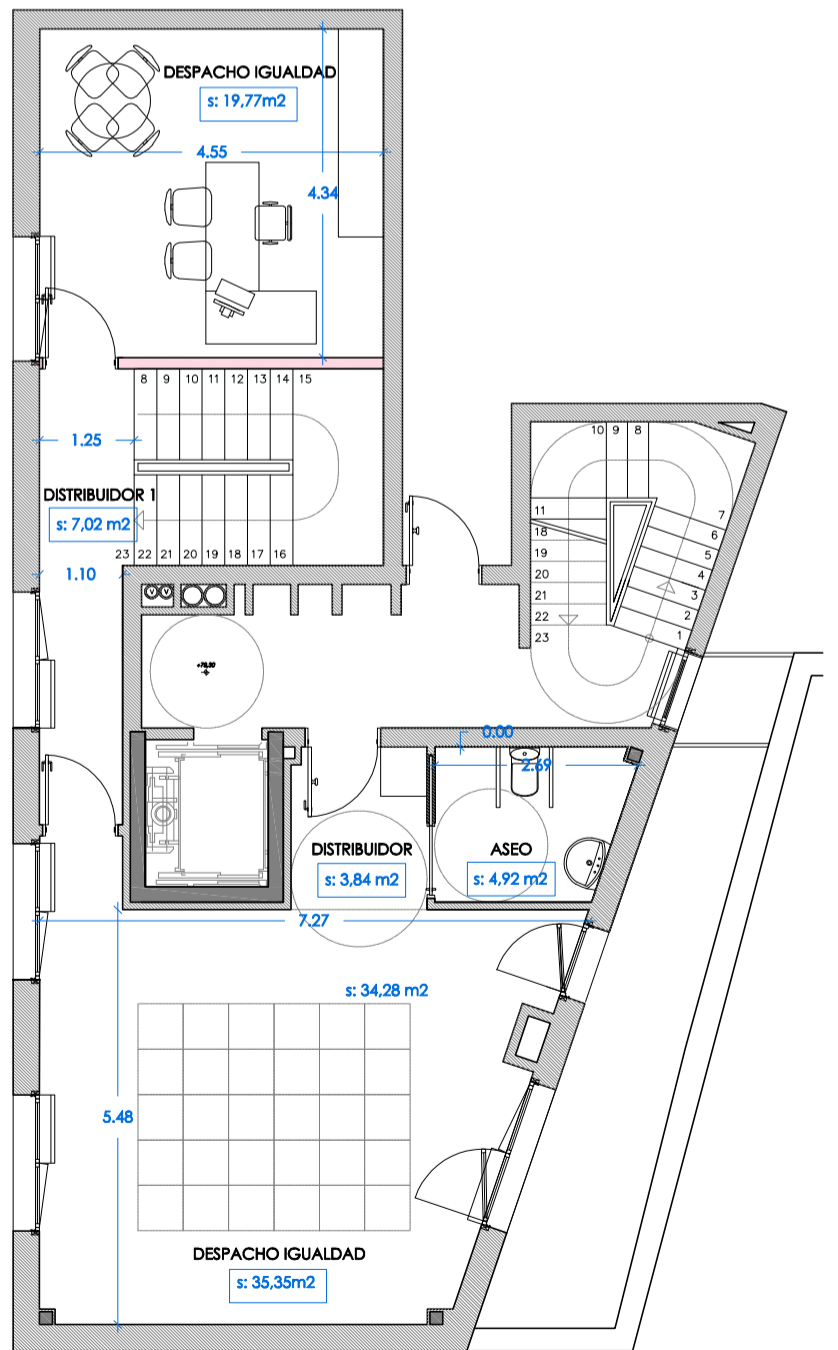 DESPACHO IGUALDAD
s: 19,77m2
4.55
4.34
8 9 10 11 12 13 14 15
1.25
DISTRIBUIDOR 1
s: 7,02 m2
23 22 21 20 19 18 17 16
1.10
V V
10 9 8
11
18
19
20
21
22
23
7
6
5
4
3
2
1
0.00
2.69
DISTRIBUIDOR
s: 3,84 m2
ASEO
s: 4,92 m2
7.27
s: 34,28 m2
5.48
DESPACHO IGUALDAD
s: 35,35m2